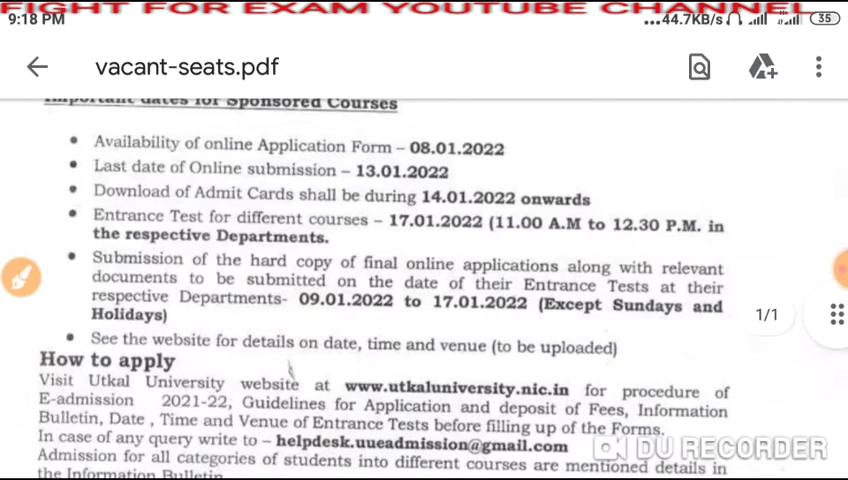 FIGHT FOR EXAM YOUTUBE CHANNEL
9:18 PM ...44.7KB/s 35
vacant-seats.pdf
Important dates for Sponsored Courses
• Availability of online Application Form – 08.01.2022
• Last date of Online submission – 13.01.2022
• Download of Admit Cards shall be during 14.01.2022 onwards
• Entrance Test for different courses – 17.01.2022 (11.00 A.M to 12.30 P.M. in
the respective Departments.
• Submission of the hard copy of final online applications along with relevant
documents to be submitted on the date of their Entrance Tests at their
respective Departments- 09.01.2022 to 17.01.2022 (Except Sundays and
Holidays)
1/1
• See the website for details on date, time and venue (to be uploaded)
How to apply
Visit Utkal University website at www.utkaluniversity.nic.in for procedure of
E-admission 2021-22, Guidelines for Application and deposit of Fees, Information
Bulletin, Date , Time and Venue of Entrance Tests before filling up of the Forms.
In case of any query write to – helpdesk.uueadmission@gmail.com
DU RECORDER
Admission for all categories of students into different courses are mentioned details in
the Information Bulletin